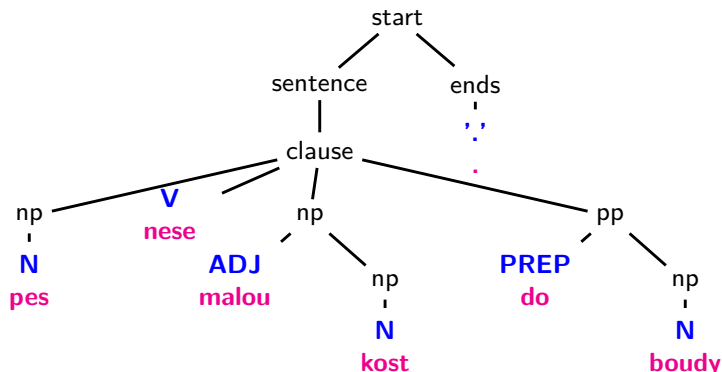 start
sentence ends
'.'
clause .
np V np pp
nese
N ADJ PREP
pes malou np do np
N N
kost boudy